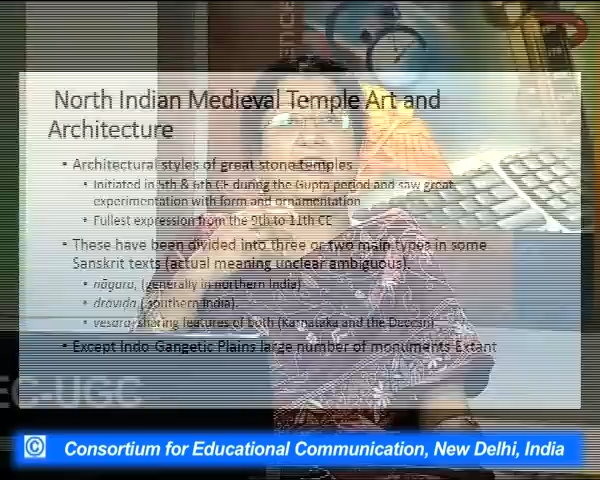 ENCE
North Indian Medieval Temple Art and
Architecture
• Architectural styles of great stone temples
• Initiated in 5th & 6th CE during the Gupta period and saw great
experimentation with form and ornamentation
• Fullest expression from the 9th to 11th CE
• These have been divided into three or two main types in some
Sanskrit texts (actual meaning unclear ambiguous).
• nāgara, (generally in northern India)
• dravida ( southern India).
• vesara-sharing features of both (Karnataka and the Deccan)
• Except Indo-Gangetic Plains large number of monuments Extant
EC-UGC
© Consortium for Educational Communication, New Delhi, India